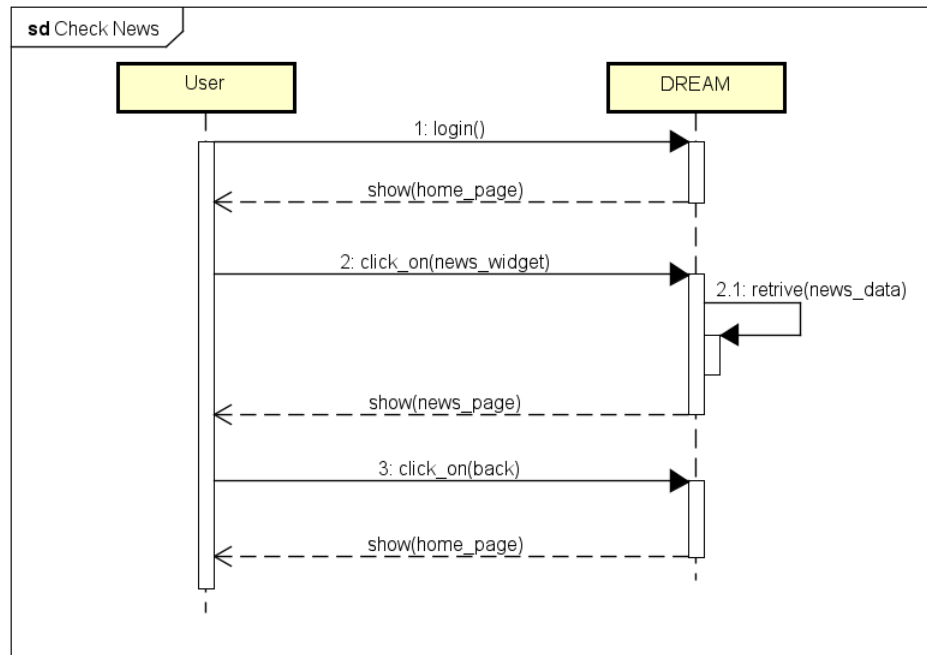 sd Check News
User
DREAM
1: login()
show(home_page)
2: click_on(news_widget)
2.1: retrive(news_data)
show(news_page)
3: click_on(back)
show(home_page)